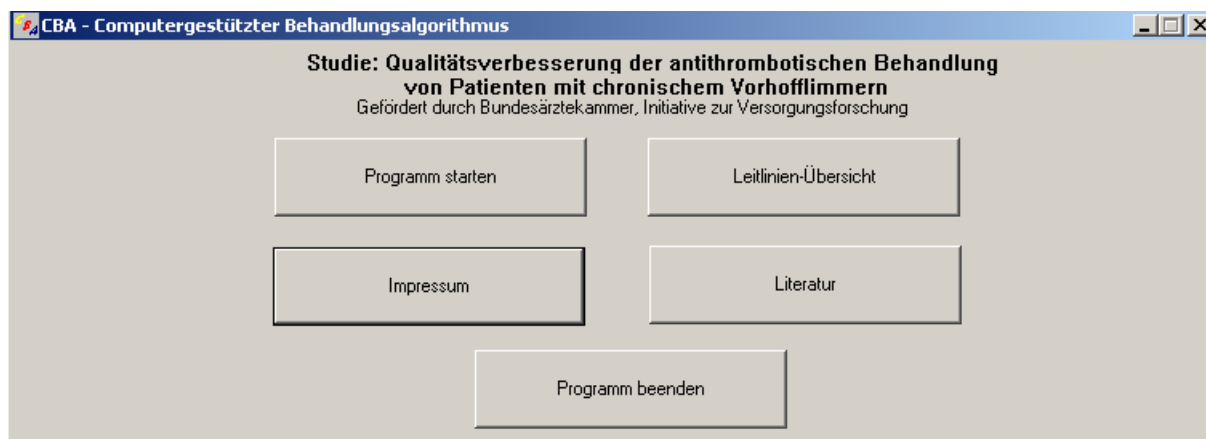 CBA - Computergestützter Behandlungsalgorithmus
Studie: Qualitätsverbesserung der antithrombotischen Behandlung
von Patienten mit chronischem Vorhofflimmern
Gefördert durch Bundesärztekammer, Initiative zur Versorgungsforschung
Programm starten
Leitlinien-Übersicht
Impressum
Literatur
Programm beenden